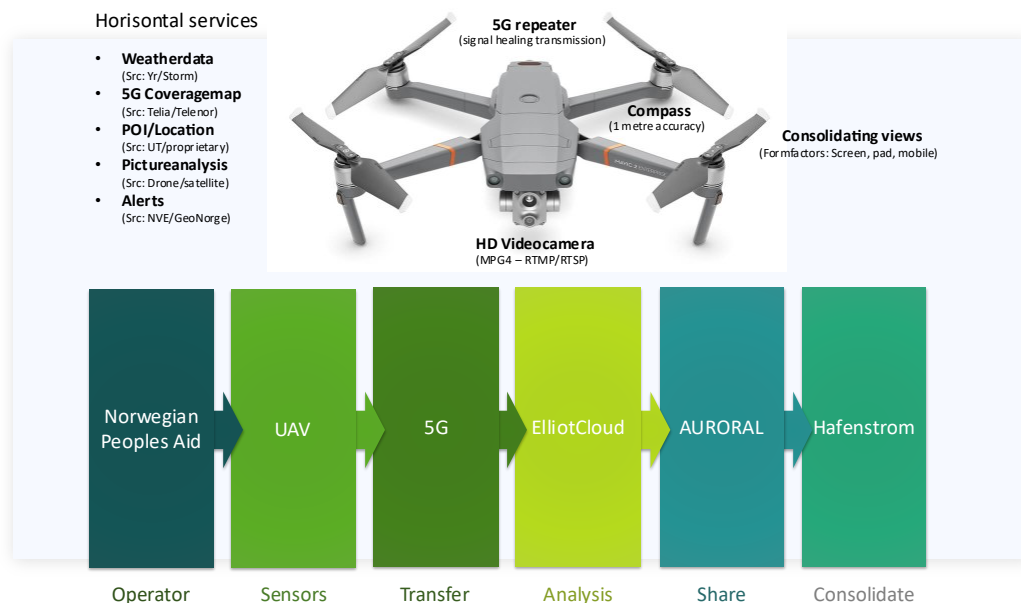 Horisontal services
• Weatherdata
(Src: Yr/Storm)
• 5G Coveragemap
(Src: Telia/Telenor)
• POI/Location
(Src: UT/proprietary)
• Pictureanalysis
(Src: Drone/satellite)
• Alerts
(Src: NVE/GeoNorge)
5G repeater
(signal healing transmission)
Compass
(1 metre accuracy)
Consolidating views
(Formfactors: Screen, pad, mobile)
HD Videocamera
(MPG4 – RTMP/RTSP)
Norwegian
Peoples Aid
UAV
5G
ElliotCloud
AURORAL
Hafenstrom
Operator
Sensors
Transfer
Analysis
Share
Consolidate